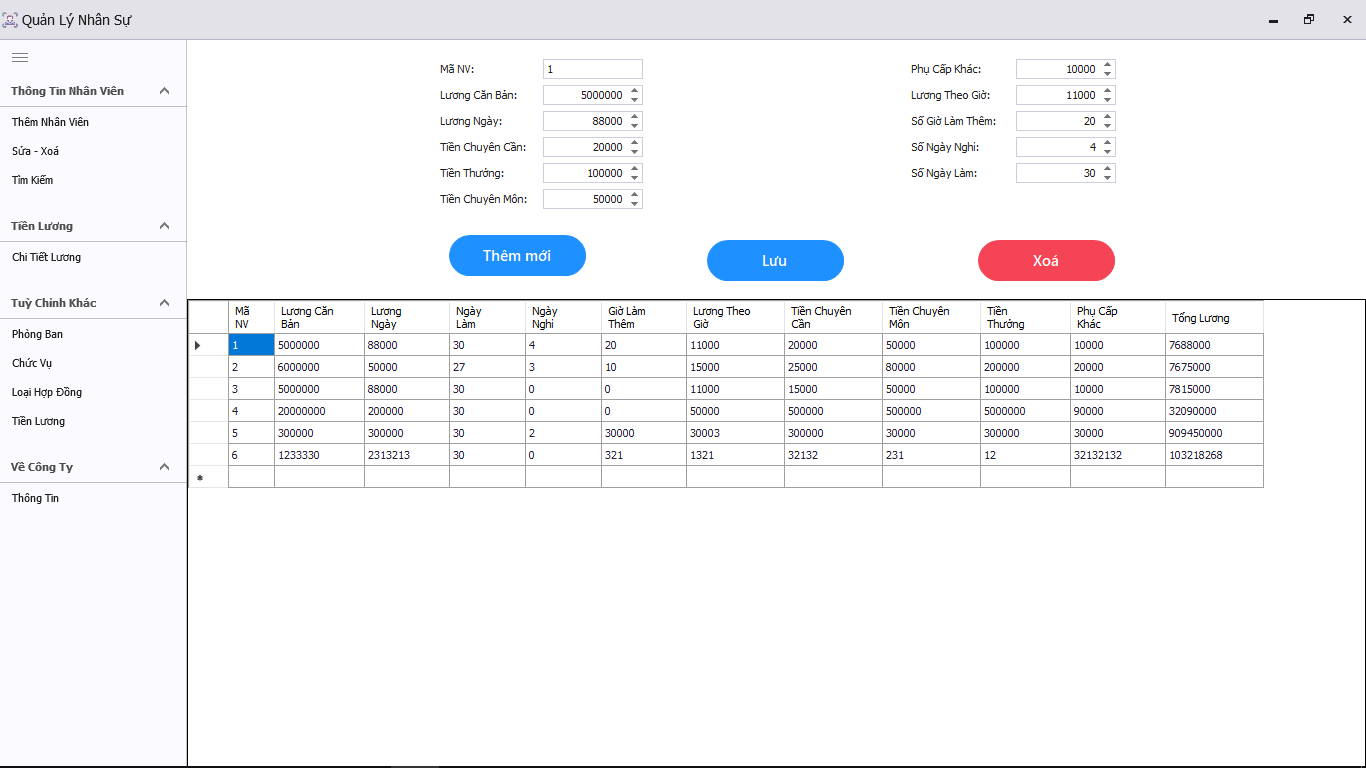 Quản Lý Nhân Sự
Thông Tin Nhân Viên
Thêm Nhân Viên
Sửa - Xoá
Tìm Kiếm
Tiền Lương
Chi Tiết Lương
Tuỳ Chỉnh Khác
Phòng Ban
Chức Vụ
Loại Hợp Đồng
Tiền Lương
Về Công Ty
Thông Tin
Mã NV: 1
Lương Căn Bản: 5000000
Lương Ngày: 88000
Tiền Chuyên Cần: 20000
Tiền Thưởng: 100000
Tiền Chuyên Môn: 50000
Phụ Cấp Khác: 10000
Lương Theo Giờ: 11000
Số Giờ Làm Thêm: 20
Số Ngày Nghỉ: 4
Số Ngày Làm: 30
Thêm mới Lưu Xoá
Mã NV Lương Căn Bản Lương Ngày Ngày Làm Ngày Nghỉ Giờ Làm Thêm Lương Theo Giờ Tiền Chuyên Cần Tiền Chuyên Môn Tiền Thưởng Phụ Cấp Khác Tổng Lương
1 5000000 88000 30 4 20 11000 20000 50000 100000 10000 7688000
2 6000000 50000 27 3 10 15000 25000 80000 200000 20000 7675000
3 5000000 88000 30 0 0 11000 15000 50000 100000 10000 7815000
4 20000000 200000 30 0 0 50000 500000 500000 5000000 90000 32090000
5 300000 300000 30 2 30000 30003 300000 30000 300000 30000 909450000
6 1233330 2313213 30 0 321 1321 32132 231 12 32132132 103218268